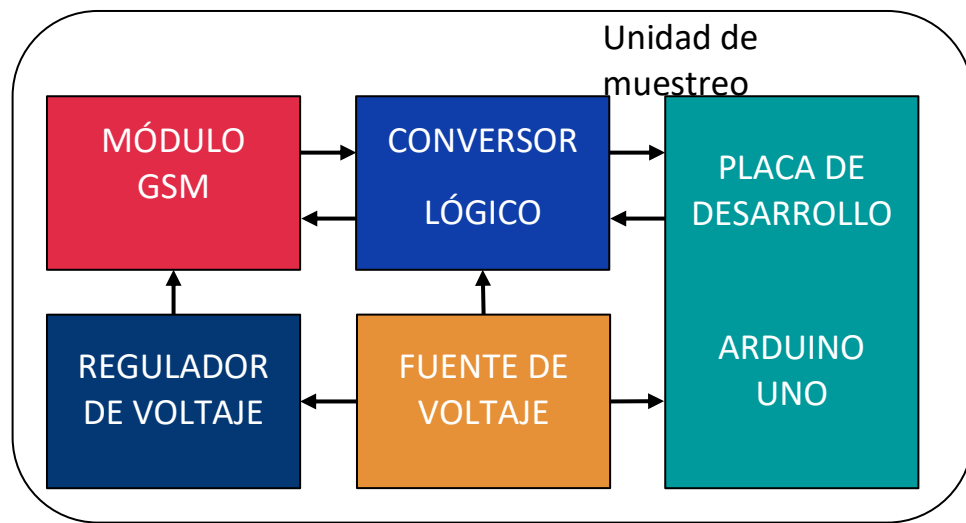 Unidad de
muestreo
MÓDULO
GSM
CONVERSOR
LÓGICO
PLACA DE
DESARROLLO
ARDUINO
UNO
REGULADOR
DE VOLTAJE
FUENTE DE
VOLTAJE